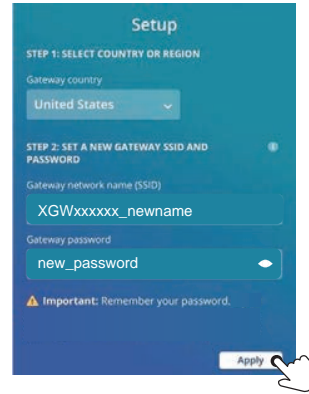 Setup
STEP 1: SELECT COUNTRY OR REGION
Gateway country
United States
STEP 2: SET A NEW GATEWAY SSID AND
PASSWORD
Gateway network name (SSID)
XGWxxxxxx_newname
Gateway password
new_password
Important: Remember your password.
Apply